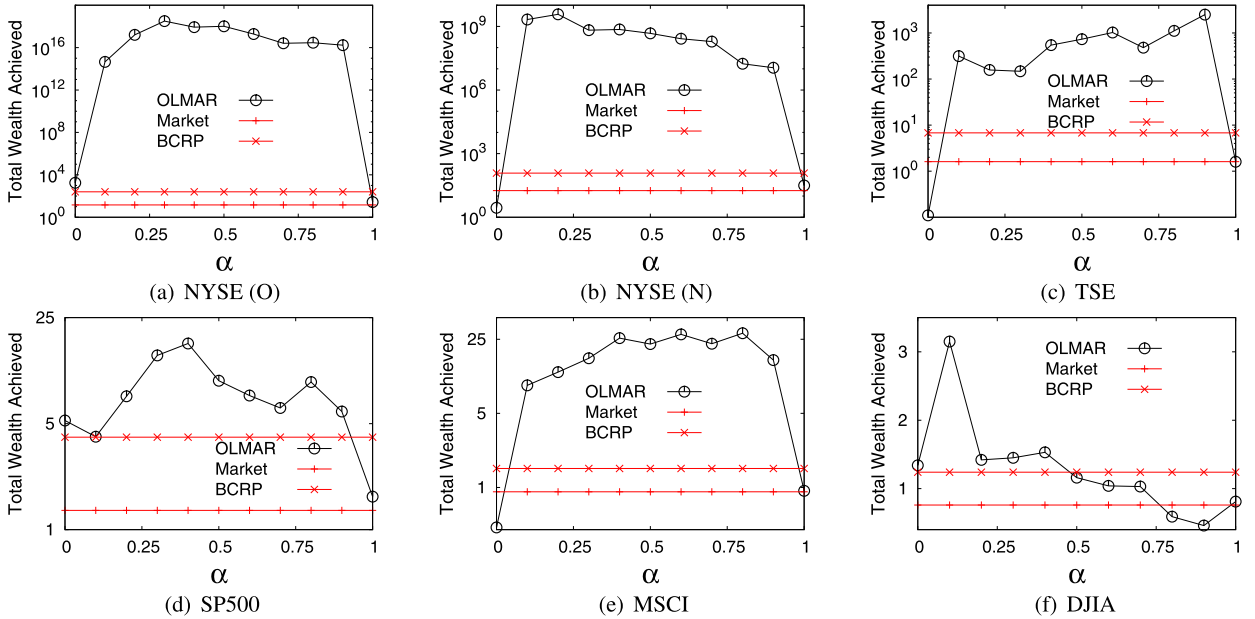 Total Wealth Achieved
10^16
10^12
10^8
10^4
10^0
OLMAR
Market
BCRP
0 0.25 0.5 0.75 1
α
(a) NYSE (O)
Total Wealth Achieved
10^9
10^6
10^3
10^0
OLMAR
Market
BCRP
0 0.25 0.5 0.75 1
α
(b) NYSE (N)
Total Wealth Achieved
10^3
10^2
10^1
10^0
OLMAR
Market
BCRP
0 0.25 0.5 0.75 1
α
(c) TSE
Total Wealth Achieved
25
5
1
OLMAR
Market
BCRP
0 0.25 0.5 0.75 1
α
(d) SP500
Total Wealth Achieved
25
5
1
OLMAR
Market
BCRP
0 0.25 0.5 0.75 1
α
(e) MSCI
Total Wealth Achieved
3
2
1
OLMAR
Market
BCRP
0 0.25 0.5 0.75 1
α
(f) DJIA